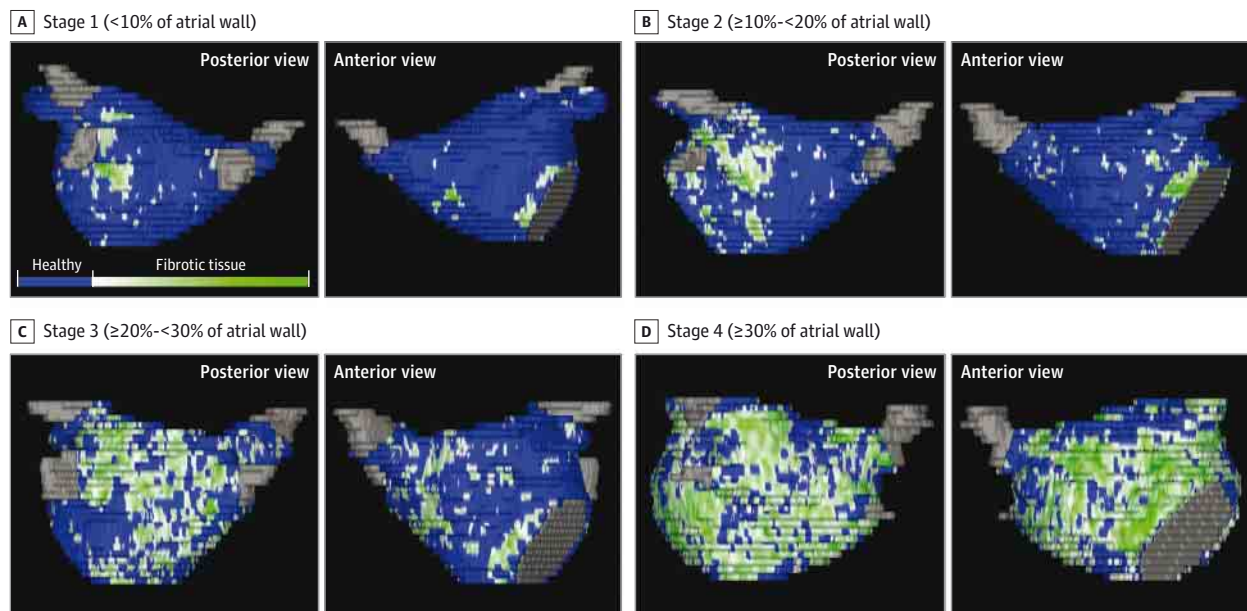 A Stage 1 (<10% of atrial wall)
Posterior view
Anterior view
Healthy
Fibrotic tissue
B Stage 2 (≥10%-<20% of atrial wall)
Posterior view
Anterior view
C Stage 3 (≥20%-<30% of atrial wall)
Posterior view
Anterior view
D Stage 4 (≥30% of atrial wall)
Posterior view
Anterior view